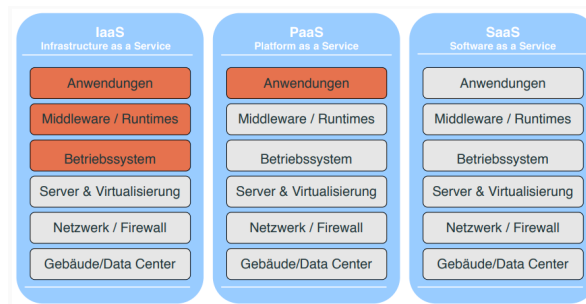 IaaS
Infrastructure as a Service
Anwendungen
Middleware / Runtimes
Betriebssystem
Server & Virtualisierung
Netzwerk / Firewall
Gebäude/Data Center
PaaS
Platform as a Service
Anwendungen
Middleware / Runtimes
Betriebssystem
Server & Virtualisierung
Netzwerk / Firewall
Gebäude/Data Center
SaaS
Software as a Service
Anwendungen
Middleware / Runtimes
Betriebssystem
Server & Virtualisierung
Netzwerk / Firewall
Gebäude/Data Center